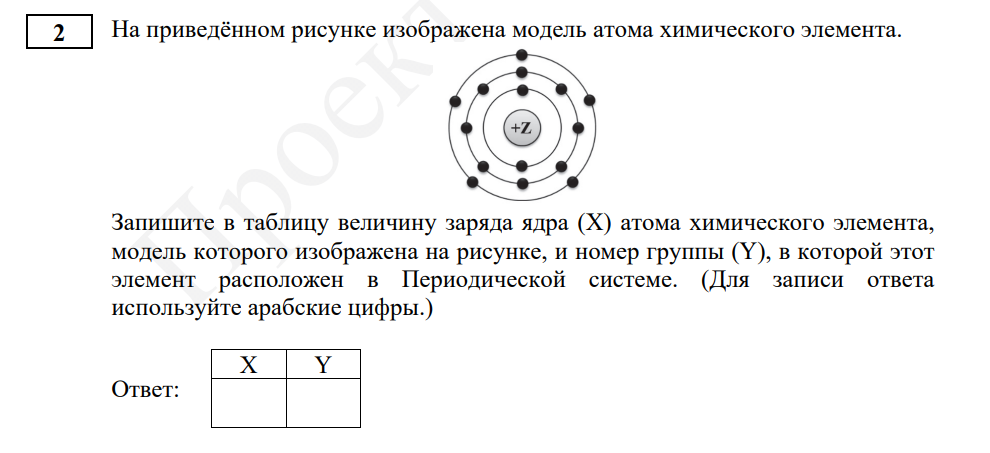 2
На приведённом рисунке изображена модель атома химического элемента.
+Z
Запишите в таблицу величину заряда ядра (X) атома химического элемента,
модель которого изображена на рисунке, и номер группы (Y), в которой этот
элемент расположен в Периодической системе. (Для записи ответа
используйте арабские цифры.)
X Y
Ответ:
Проект